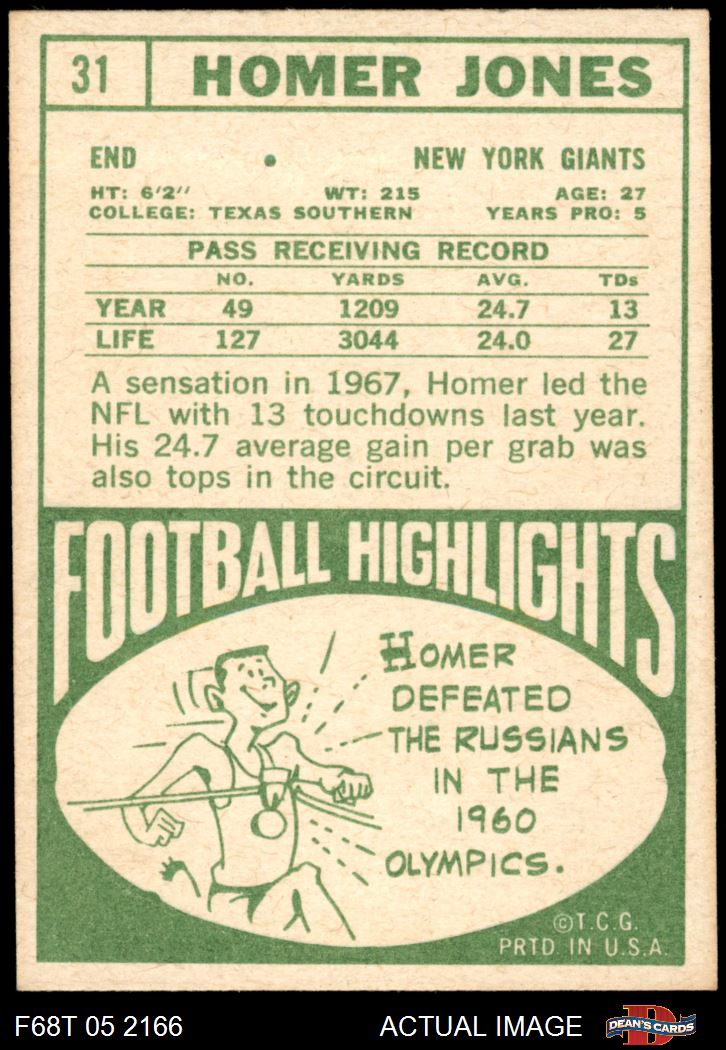 31 HOMER JONES
END • NEW YORK GIANTS
HT: 6'2" WT: 215 AGE: 27
COLLEGE: TEXAS SOUTHERN YEARS PRO: 5
PASS RECEIVING RECORD
NO. YARDS AVG. TDs
YEAR 49 1209 24.7 13
LIFE 127 3044 24.0 27
A sensation in 1967, Homer led the
NFL with 13 touchdowns last year.
His 24.7 average gain per grab was
also tops in the circuit.
FOOTBALL HIGHLIGHTS
HOMER
DEFEATED
THE RUSSIANS
IN THE
1960
OLYMPICS.
©T.C.G.
PRTD. IN U.S.A.
F68T 05 2166 ACTUAL IMAGE D DEAN'S CARDS